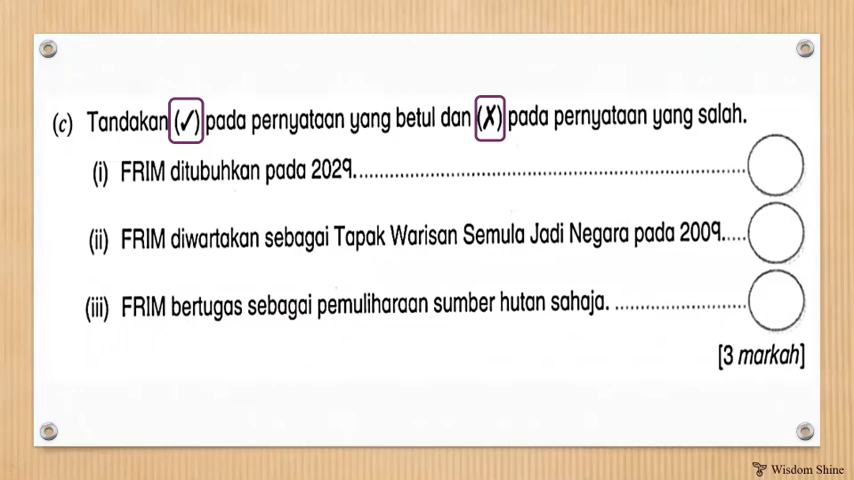 (c) Tandakan (✓) pada pernyataan yang betul dan (✗) pada pernyataan yang salah.
(i) FRIM ditubuhkan pada 2029.
(ii) FRIM diwartakan sebagai Tapak Warisan Semula Jadi Negara pada 2009.
(iii) FRIM bertugas sebagai pemuliharaan sumber hutan sahaja.
[3 markah]
Wisdom Shine